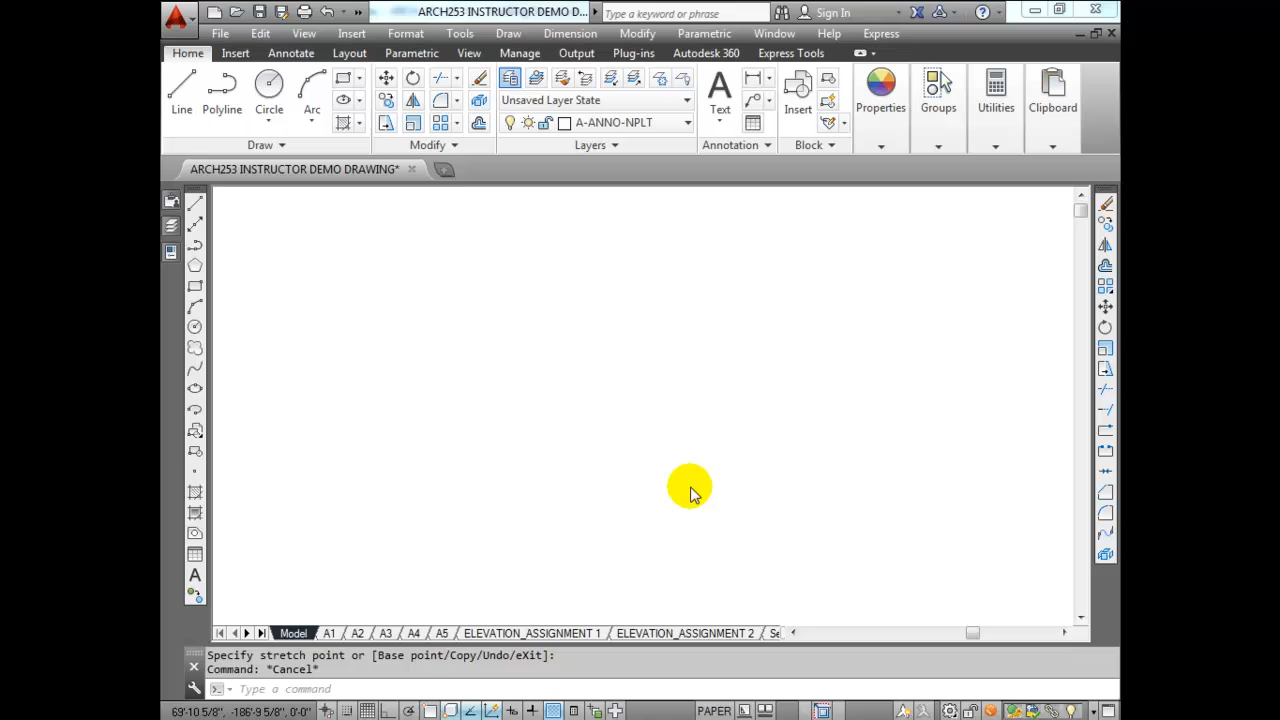 ARCH253 INSTRUCTOR DEMO D...
Type a keyword or phrase
Sign In
File Edit View Insert Format Tools Draw Dimension Modify Parametric Window Help Express
Home Insert Annotate Layout Parametric View Manage Output Plug-ins Autodesk 360 Express Tools
Line Polyline Circle Arc
Unsaved Layer State
A-ANNO-NPLT
Text Insert Properties Groups Utilities Clipboard
Draw Modify Layers Annotation Block
ARCH253 INSTRUCTOR DEMO DRAWING*
Model A1 A2 A3 A4 A5 ELEVATION_ASSIGNMENT 1 ELEVATION_ASSIGNMENT 2 Se
Specify stretch point or [Base point/Copy/Undo/eXit]:
Command: *Cancel*
Type a command
69'-10 5/8", -186'-9 5/8", 0'-0" PAPER